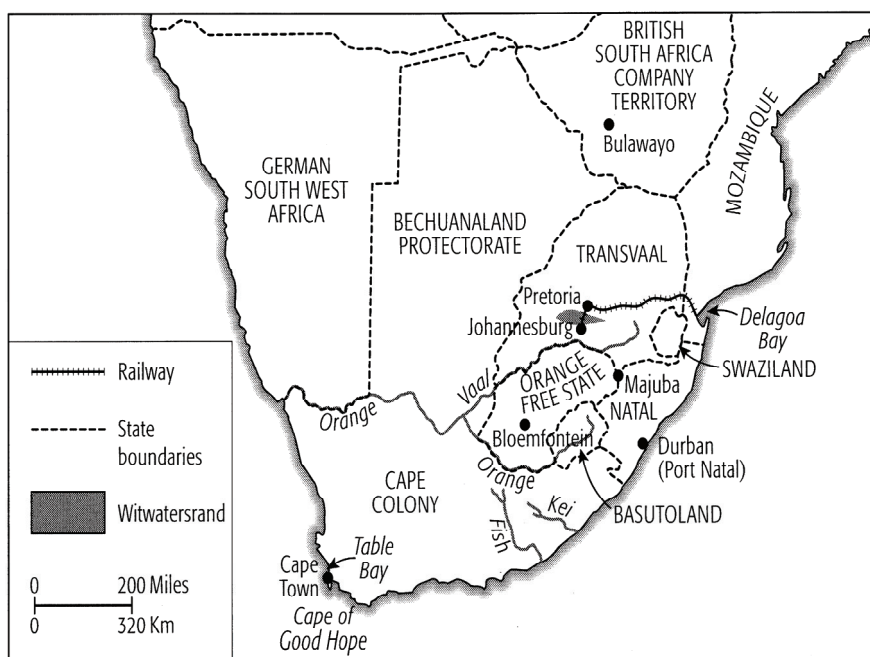 BRITISH
SOUTH AFRICA
COMPANY
TERRITORY
Bulawayo
MOZAMBIQUE
GERMAN
SOUTH WEST
AFRICA
BECHUANALAND
PROTECTORATE
TRANSVAAL
Pretoria
Johannesburg
Delagoa
Bay
SWAZILAND
Vaal
ORANGE
FREE STATE
Majuba
NATAL
Orange
Bloemfontein
Durban
(Port Natal)
Orange
CAPE
COLONY
BASUTOLAND
Kei
Fish
Table
Bay
Cape
Town
Cape of
Good Hope
Railway
State
boundaries
Witwatersrand
0 200 Miles
0 320 Km